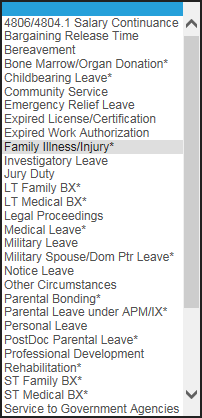 4806/4804.1 Salary Continuance
Bargaining Release Time
Bereavement
Bone Marrow/Organ Donation*
Childbearing Leave*
Community Service
Emergency Relief Leave
Expired License/Certification
Expired Work Authorization
Family Illness/Injury*
Investigatory Leave
Jury Duty
LT Family BX*
LT Medical BX*
Legal Proceedings
Medical Leave*
Military Leave
Military Spouse/Dom Ptr Leave*
Notice Leave
Other Circumstances
Parental Bonding*
Parental Leave under APM/IX*
Personal Leave
PostDoc Parental Leave*
Professional Development
Rehabilitation*
ST Family BX*
ST Medical BX*
Service to Government Agencies